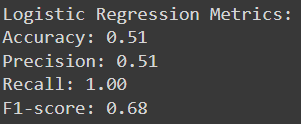 Logistic Regression Metrics:
Accuracy: 0.51
Precision: 0.51
Recall: 1.00
F1-score: 0.68